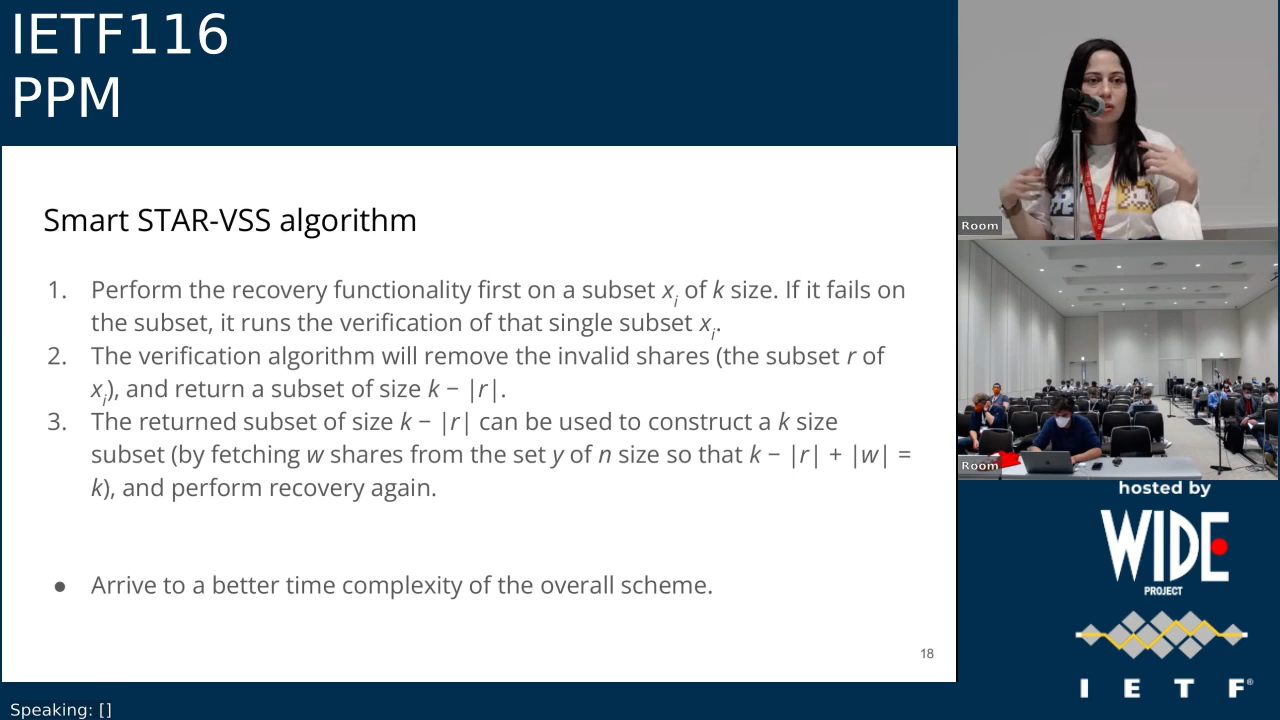 IETF116
PPM
Smart STAR-VSS algorithm
1. Perform the recovery functionality first on a subset xi of k size. If it fails on
the subset, it runs the verification of that single subset xi.
2. The verification algorithm will remove the invalid shares (the subset r of
xi), and return a subset of size k − |r|.
3. The returned subset of size k − |r| can be used to construct a k size
subset (by fetching w shares from the set y of n size so that k − |r| + |w| =
k), and perform recovery again.
● Arrive to a better time complexity of the overall scheme.
18
Speaking: []
Room
Room
hosted by
WIDE
PROJECT
I E T F®